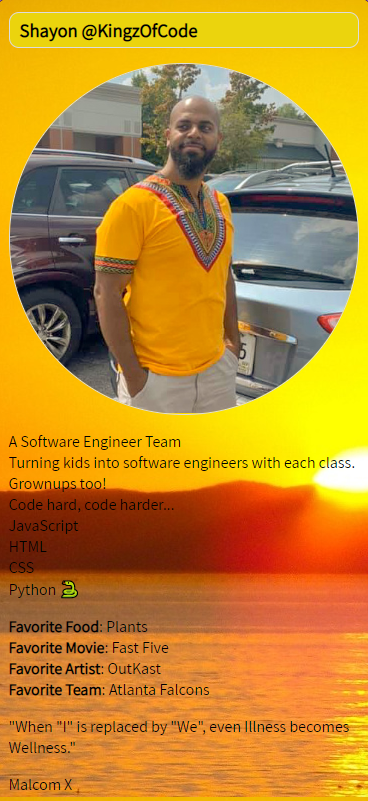 Shayon @KingzOfCode
A Software Engineer Team
Turning kids into software engineers with each class.
Grownups too!
Code hard, code harder...
JavaScript
HTML
CSS
Python 🐍
Favorite Food: Plants
Favorite Movie: Fast Five
Favorite Artist: OutKast
Favorite Team: Atlanta Falcons
"When "I" is replaced by "We", even Illness becomes
Wellness."
Malcom X